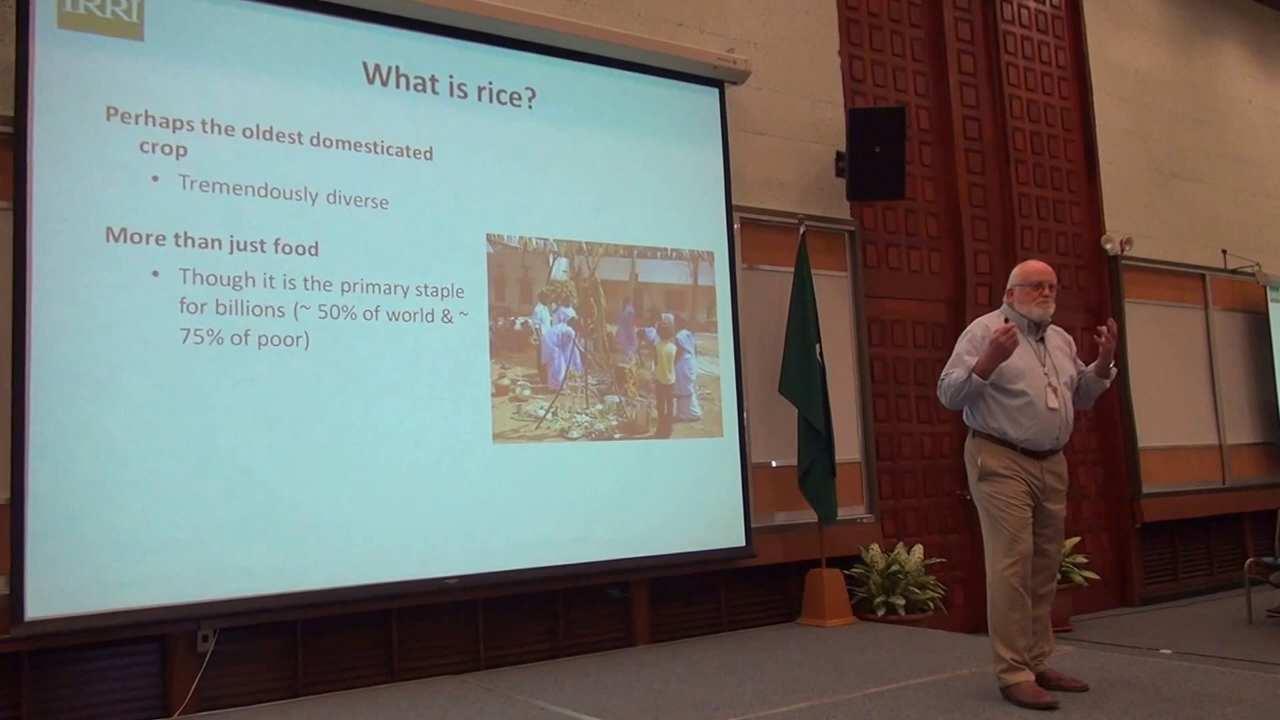 IRRI
What is rice?
Perhaps the oldest domesticated
crop
• Tremendously diverse
More than just food
• Though it is the primary staple
for billions (~ 50% of world & ~
75% of poor)